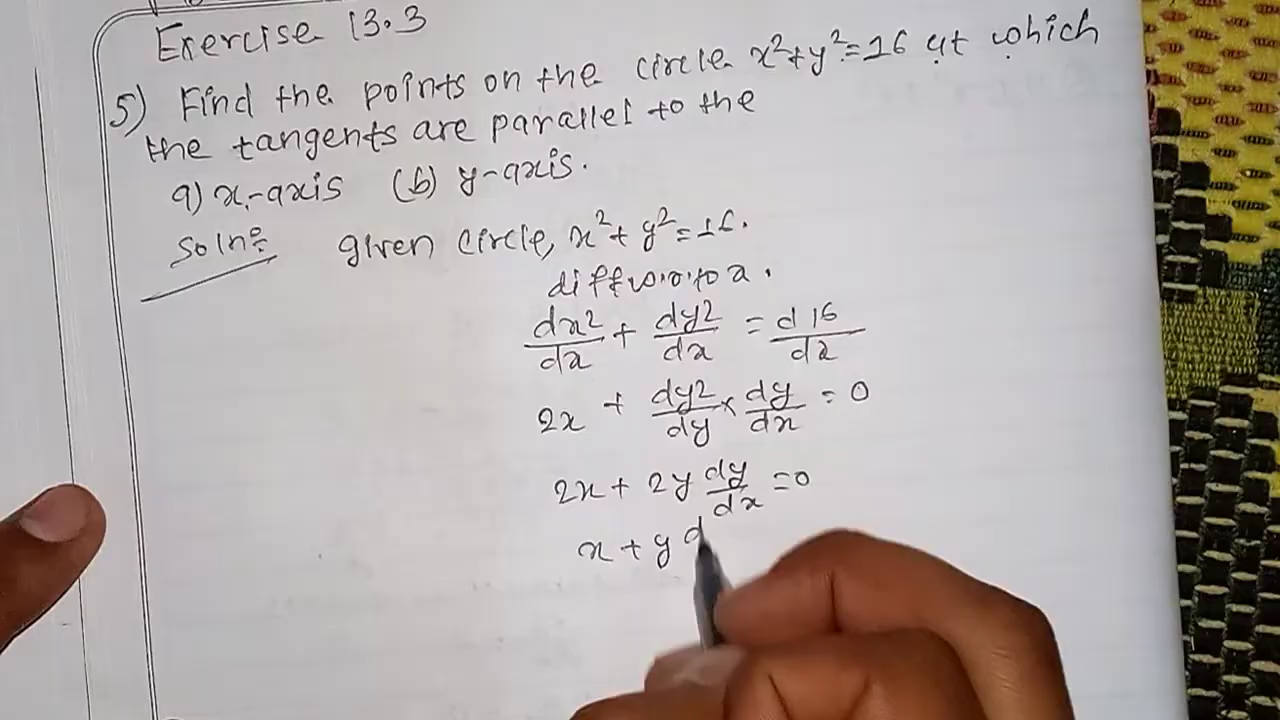 Exercise 13.3
5) Find the points on the circle x²+y²=16 at which
the tangents are parallel to the
a) x-axis (b) y-axis.
Soln: given circle, x²+y²=16.
diff w.r.to x.
dx²/dx + dy²/dx = d16/dx
2x + dy²/dy × dy/dx = 0
2x + 2y dy/dx = 0
x + y d